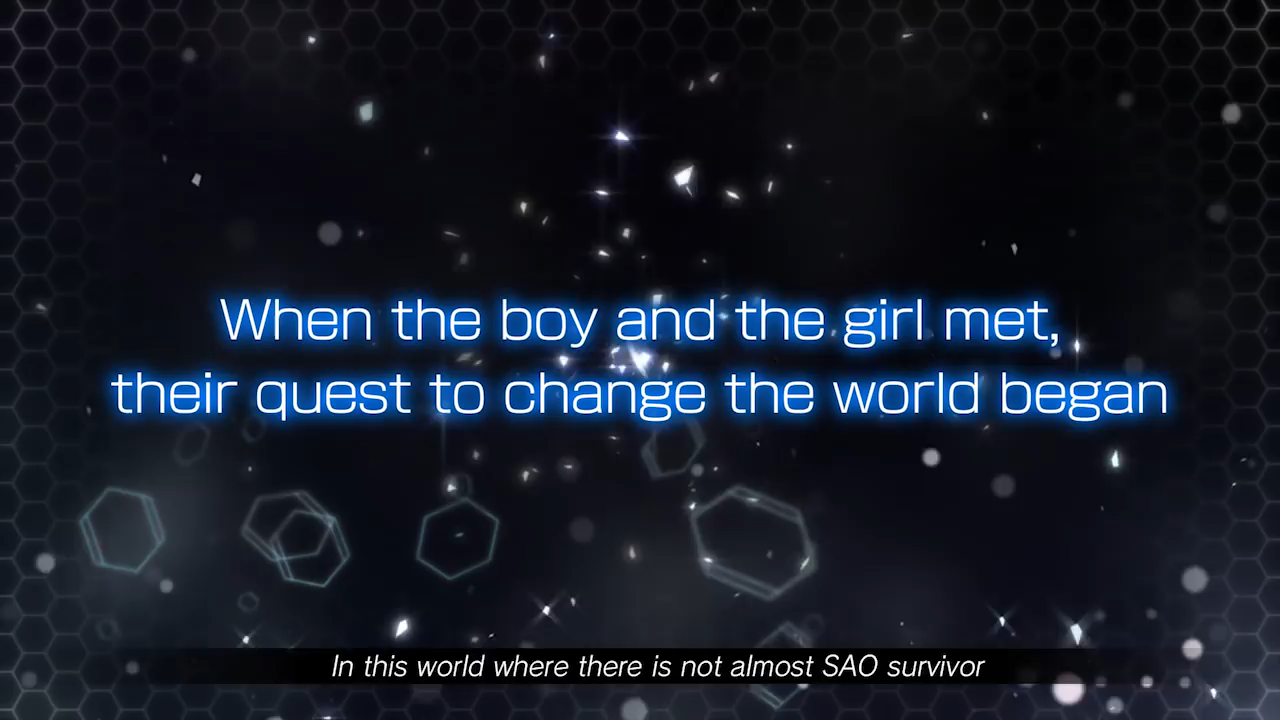 When the boy and the girl met,
their quest to change the world began
In this world where there is not almost SAO survivor